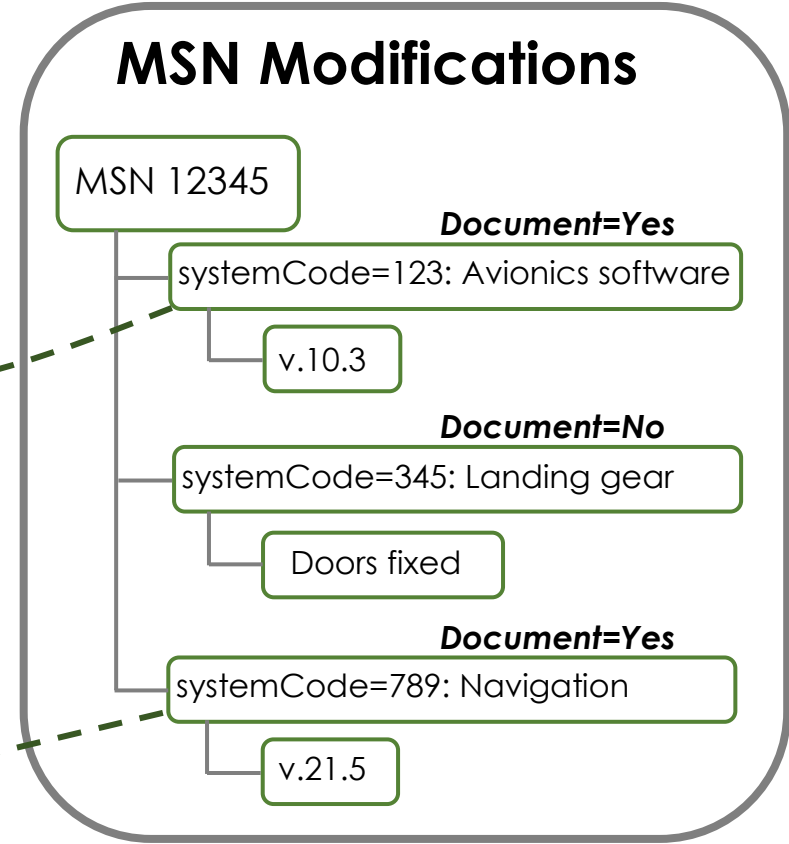 MSN Modifications
MSN 12345
Document=Yes
systemCode=123: Avionics software
v.10.3
Document=No
systemCode=345: Landing gear
Doors fixed
Document=Yes
systemCode=789: Navigation
v.21.5